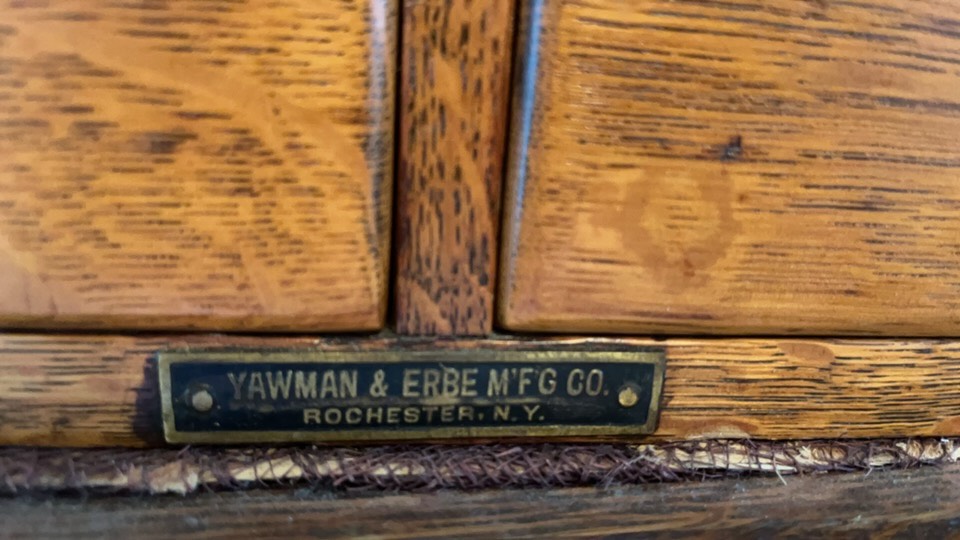 YAWMAN & ERBE M'F'G CO.
ROCHESTER, N.Y.